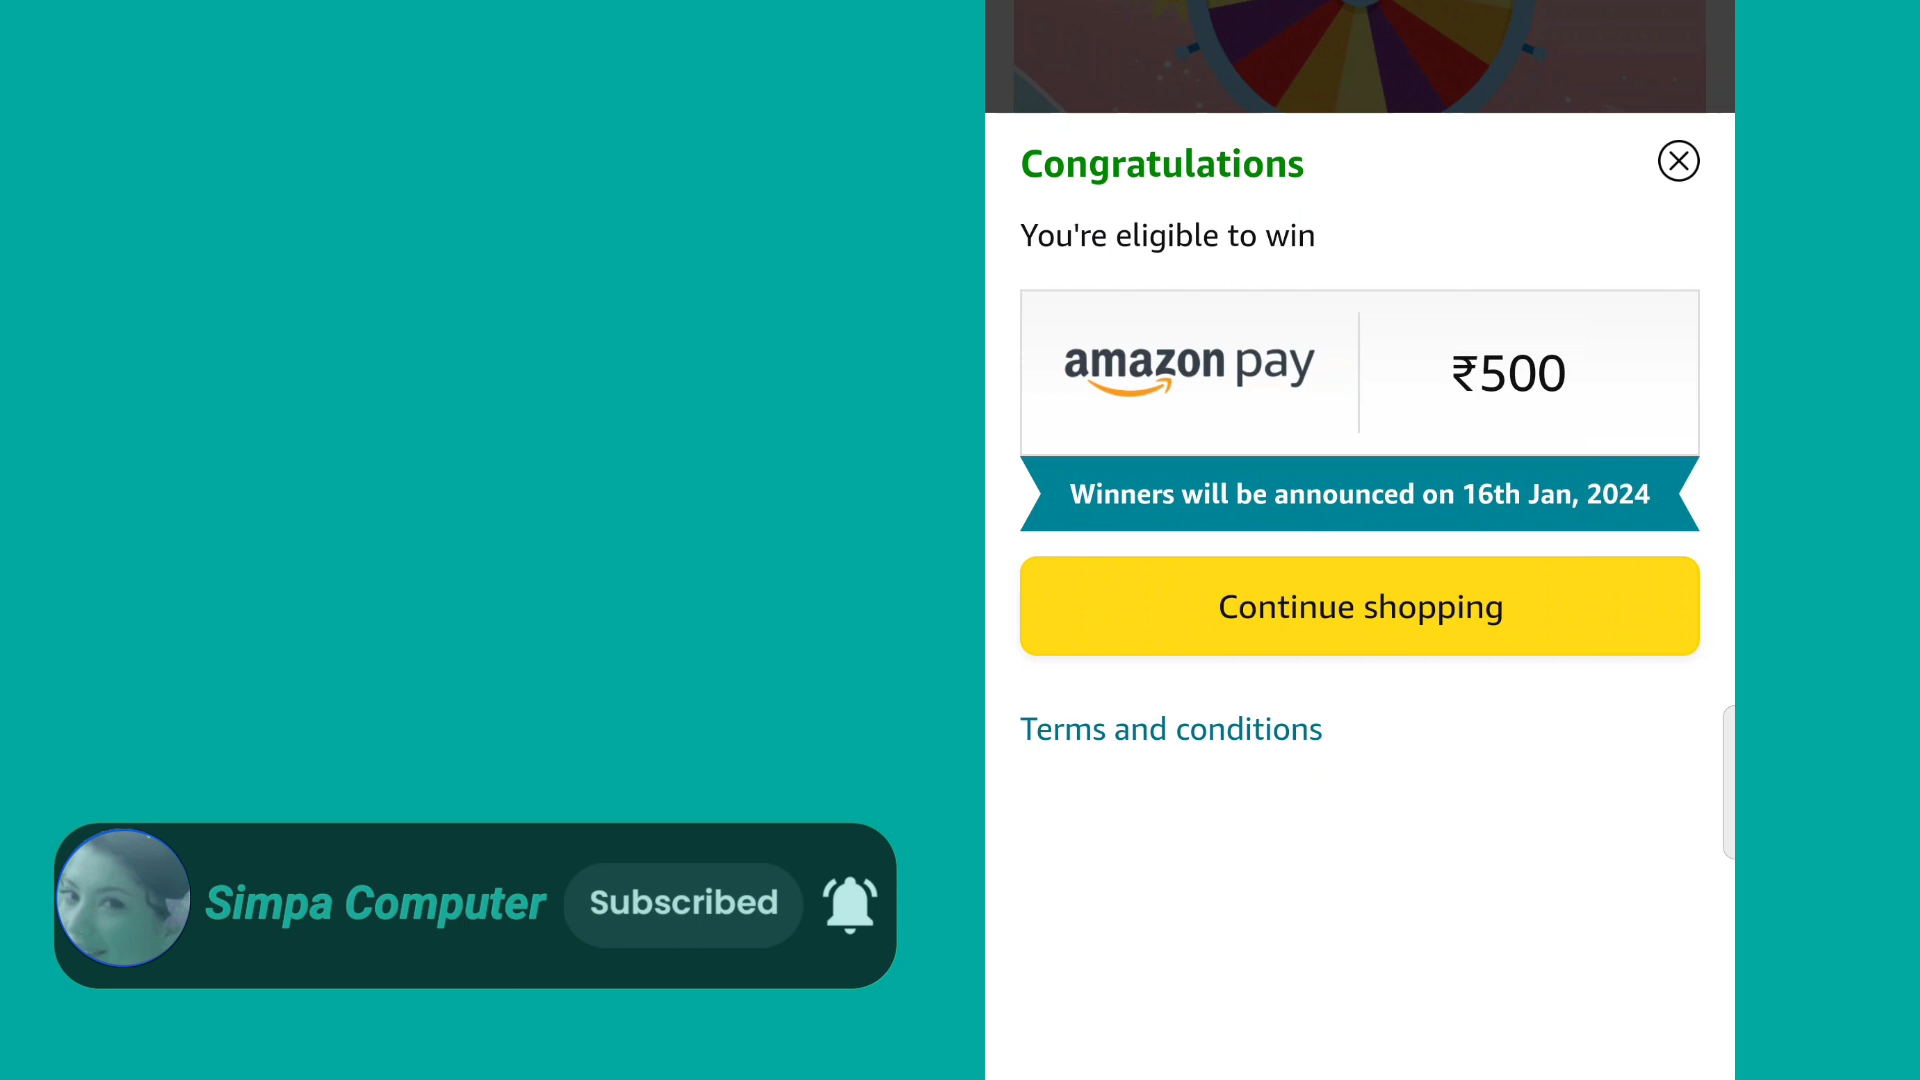 Congratulations
You're eligible to win
amazon pay
₹500
Winners will be announced on 16th Jan, 2024
Continue shopping
Terms and conditions
Simpa Computer
Subscribed